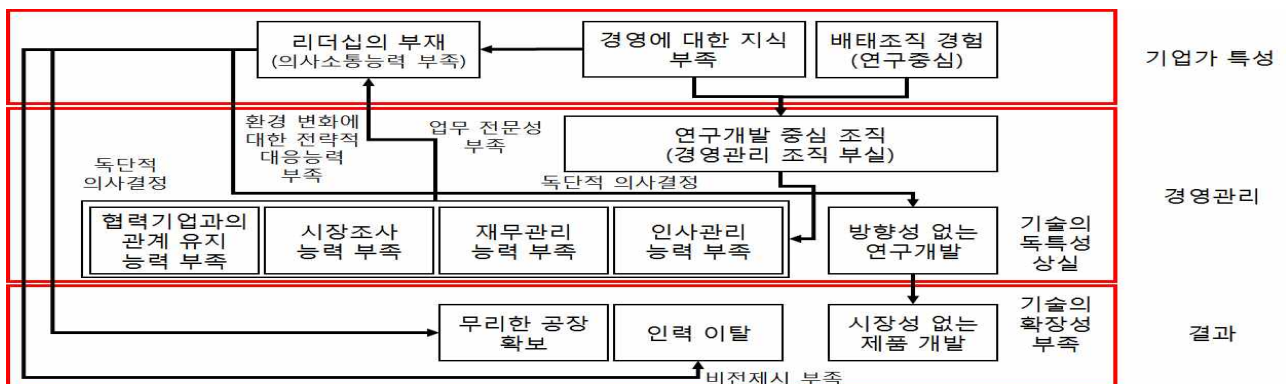 리더십의 부재
(의사소통능력 부족)
경영에 대한 지식
부족
배태조직 경험
(연구중심)
기업가 특성
환경 변화에
대한 전략적
대응능력
부족
업무 전문성
부족
연구개발 중심 조직
(경영관리 조직 부실)
독단적
의사결정
독단적 의사결정
경영관리
협력기업과의
관계 유지
능력 부족
시장조사
능력 부족
재무관리
능력 부족
인사관리
능력 부족
방향성 없는
연구개발
기술의
독특성
상실
무리한 공장
확보
인력 이탈
시장성 없는
제품 개발
기술의
확장성
부족
결과
비전제시 부족